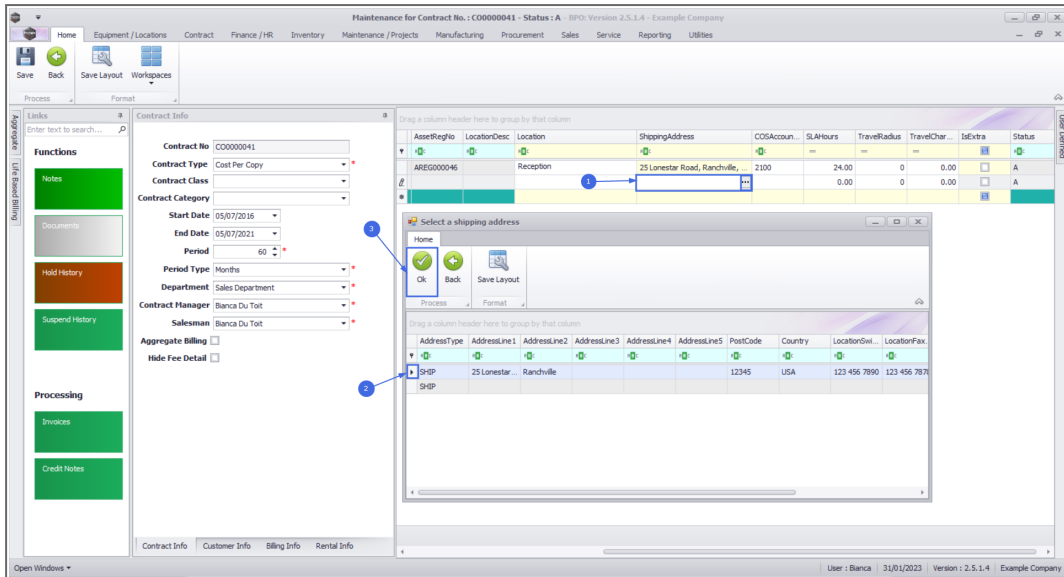 Maintenance for Contract No. : CO0000041 - Status : A - BPO: Version 2.5.1.4 - Example Company
Home Equipment / Locations Contract Finance / HR Inventory Maintenance / Projects Manufacturing Procurement Sales Service Reporting Utilities
Save Back Save Layout Workspaces
Process Format
Aggregate
Life Based Billing
Links
Enter text to search...
Functions
Notes
Documents
Hold History
Suspend History
Processing
Invoices
Credit Notes
Contract Info
Contract No CO0000041
Contract Type Cost Per Copy *
Contract Class
Contract Category
Start Date 05/07/2016
End Date 05/07/2021
Period 60 *
Period Type Months *
Department Sales Department *
Contract Manager Bianca Du Toit *
Salesman Bianca Du Toit *
Aggregate Billing
Hide Fee Detail
Contract Info Customer Info Billing Info Rental Info
Drag a column header here to group by that column
AssetRegNo LocationDesc Location ShippingAddress COSAccoun... SLAHours TravelRadius TravelChar... IsExtra Status
AREG000046 Reception 25 Lonestar Road, Ranchville, ... 2100 24.00 0 0.00 A
1 ... 0.00 0 0.00 A
User Defined
Select a shipping address
Home
3
Ok Back Save Layout
Process Format
Drag a column header here to group by that column
AddressType AddressLine1 AddressLine2 AddressLine3 AddressLine4 AddressLine5 PostCode Country LocationSwi... LocationFax.
2
SHIP 25 Lonestar... Ranchville 12345 USA 123 456 7890 123 456 787
SHIP
Open Windows User : Bianca 31/01/2023 Version : 2.5.1.4 Example Company